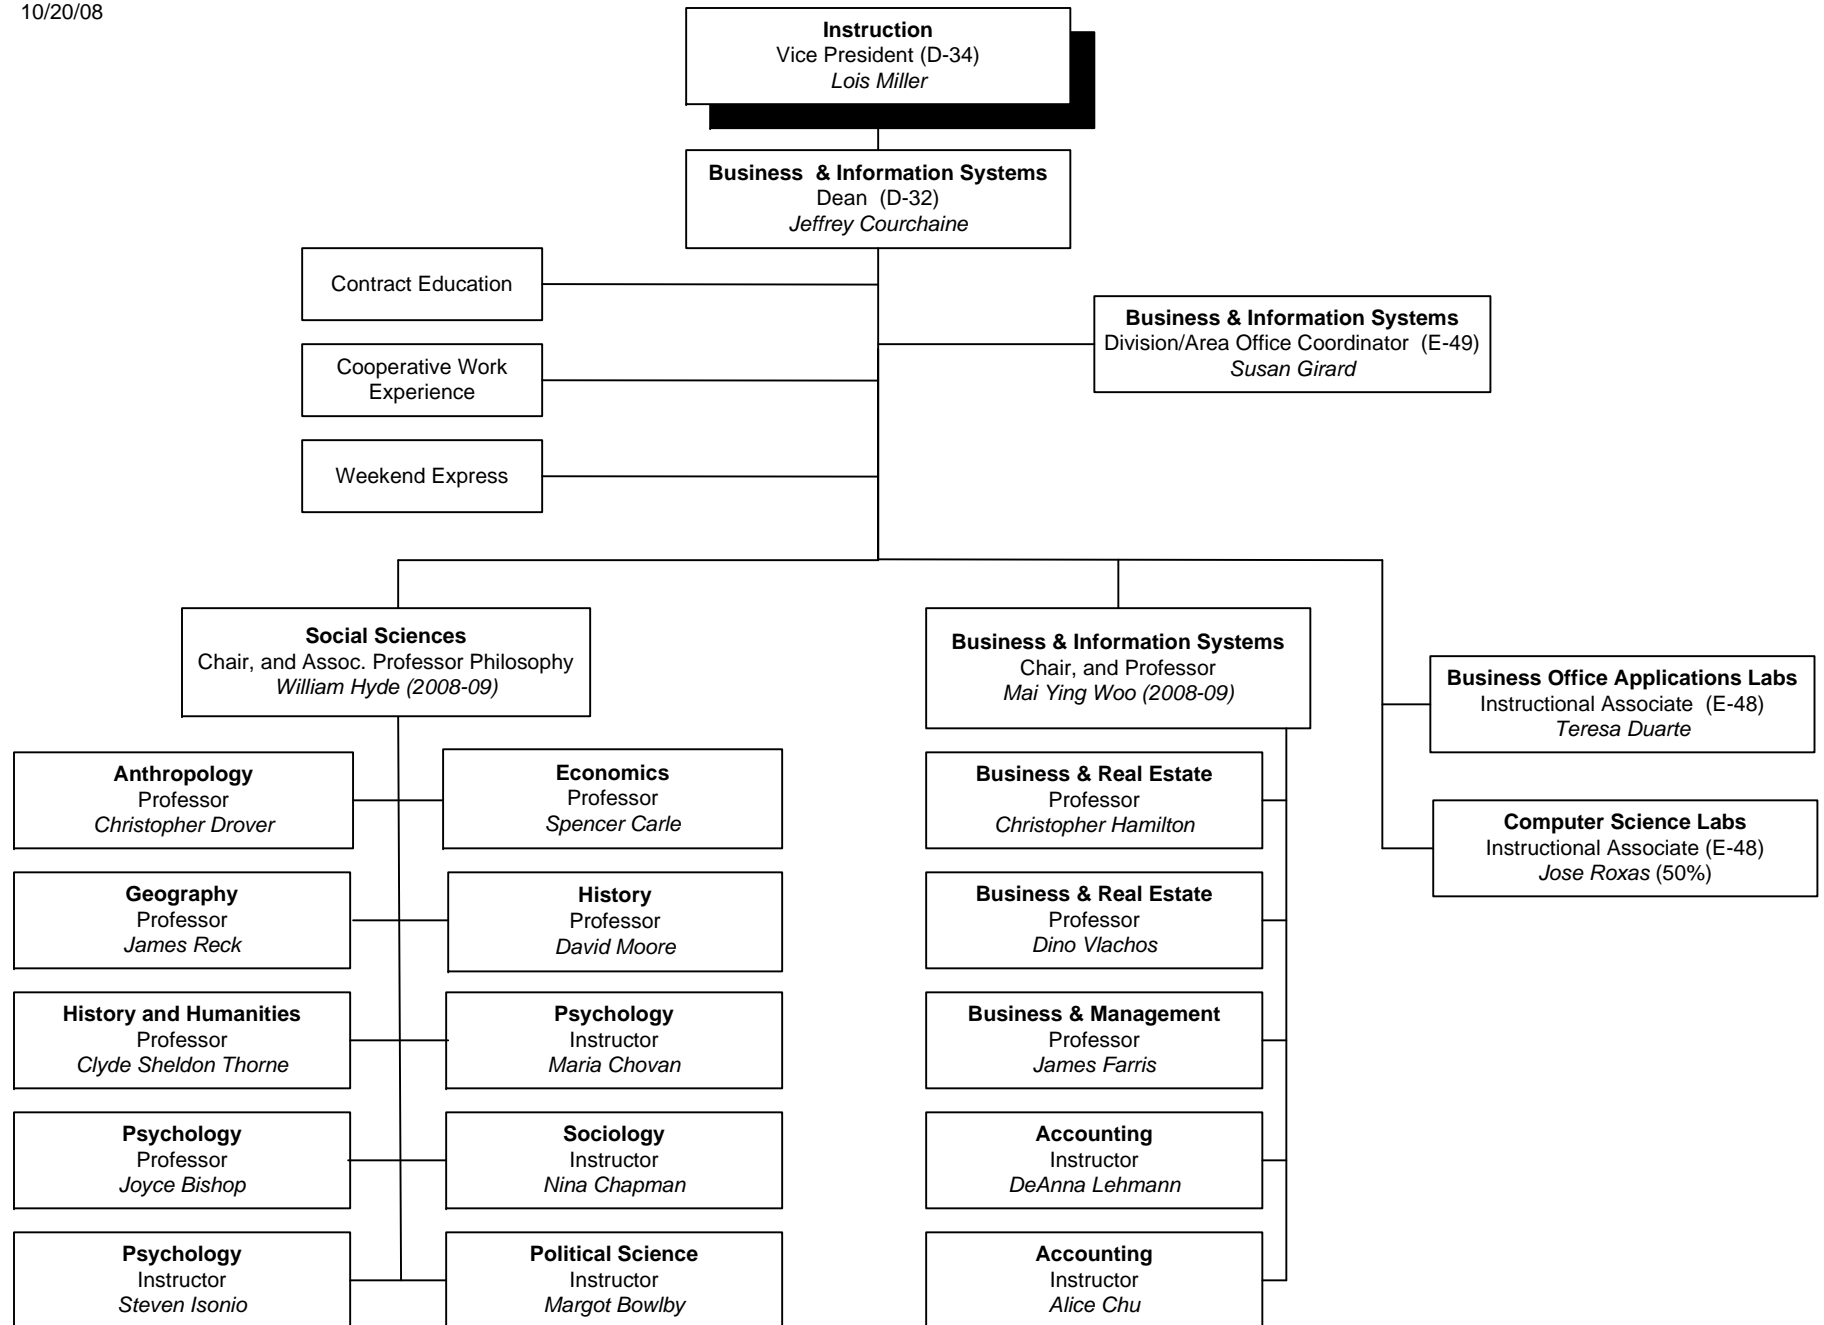 10/20/08
Instruction
Vice President (D-34)
Lois Miller
Business & Information Systems
Dean (D-32)
Jeffrey Courchaine
Contract Education
Business & Information Systems
Division/Area Office Coordinator (E-49)
Susan Girard
Cooperative Work
Experience
Weekend Express
Social Sciences
Chair, and Assoc. Professor Philosophy
William Hyde (2008-09)
Business & Information Systems
Chair, and Professor
Mai Ying Woo (2008-09)
Business Office Applications Labs
Instructional Associate (E-48)
Teresa Duarte
Computer Science Labs
Instructional Associate (E-48)
Jose Roxas (50%)
Anthropology
Professor
Christopher Drover
Economics
Professor
Spencer Carle
Business & Real Estate
Professor
Christopher Hamilton
Geography
Professor
James Reck
History
Professor
David Moore
Business & Real Estate
Professor
Dino Vlachos
History and Humanities
Professor
Clyde Sheldon Thorne
Psychology
Instructor
Maria Chovan
Business & Management
Professor
James Farris
Psychology
Professor
Joyce Bishop
Sociology
Instructor
Nina Chapman
Accounting
Instructor
DeAnna Lehmann
Psychology
Instructor
Steven Isonio
Political Science
Instructor
Margot Bowlby
Accounting
Instructor
Alice Chu